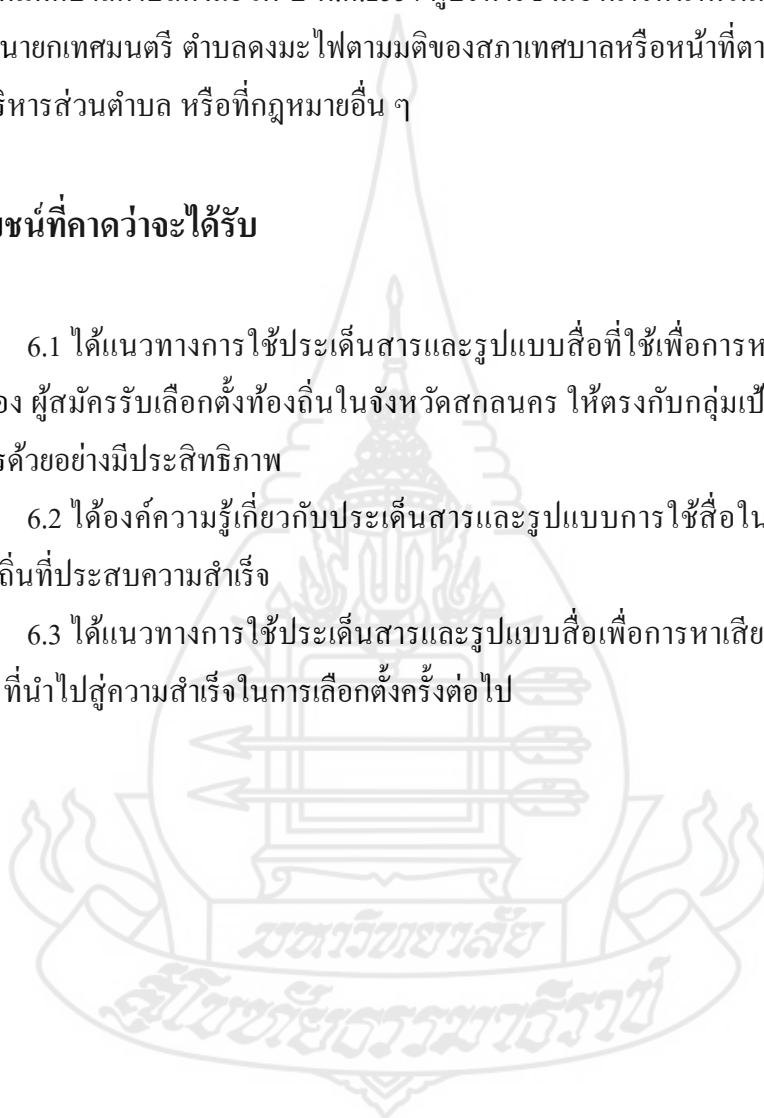 นายกเทศมนตรี ตำบลดงมะไฟตามมติของสภาเทศบาลหรือหน้าที่ตา
ริหารส่วนตำบล หรือที่กฎหมายอื่น ๆ
ชน์ที่คาดว่าจะได้รับ
6.1 ได้แนวทางการใช้ประเด็นสารและรูปแบบสื่อที่ใช้เพื่อการห
อง ผู้สมัครรับเลือกตั้งท้องถิ่นในจังหวัดสกลนคร ให้ตรงกับกลุ่มเป้
รด้วยอย่างมีประสิทธิภาพ
6.2 ได้องค์ความรู้เกี่ยวกับประเด็นสารและรูปแบบการใช้สื่อใน
ถิ่นที่ประสบความสำเร็จ
6.3 ได้แนวทางการใช้ประเด็นสารและรูปแบบสื่อเพื่อการหาเสีย
ที่นำไปสู่ความสำเร็จในการเลือกตั้งครั้งต่อไป
มหาวิทยาลัย
สุโขทัยธรรมาธิราช